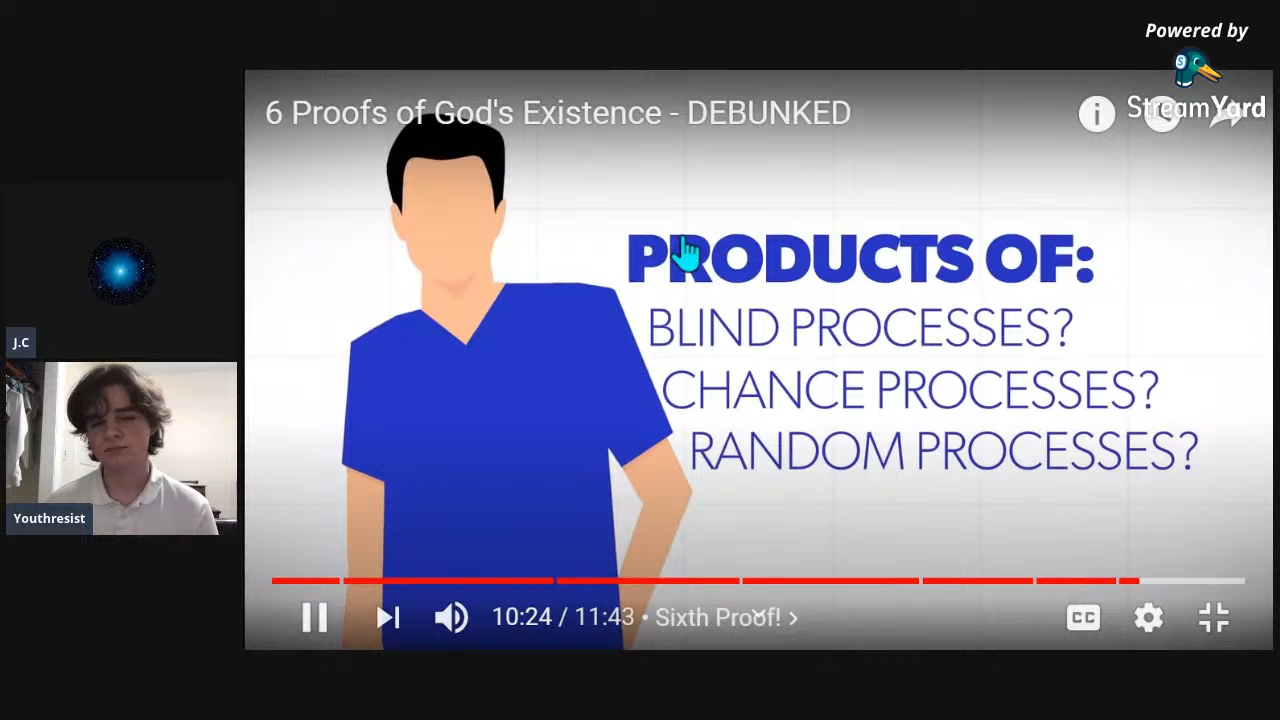 Powered by
StreamYard
6 Proofs of God's Existence - DEBUNKED
PRODUCTS OF:
BLIND PROCESSES?
CHANCE PROCESSES?
RANDOM PROCESSES?
J.C
Youthresist
10:24 / 11:43 • Sixth Proof! ›
CC